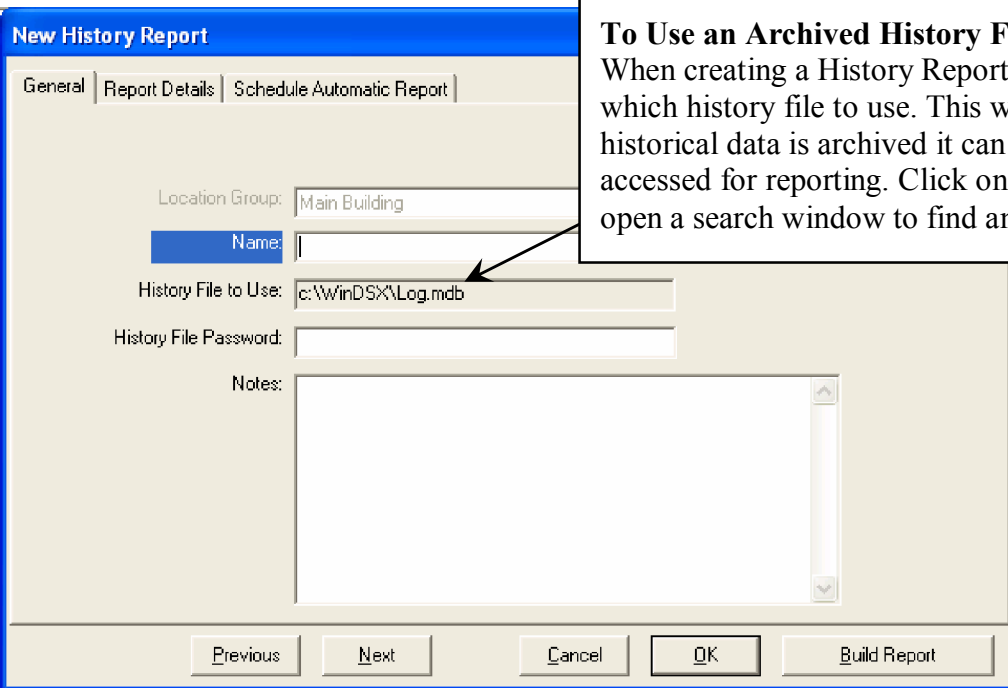 New History Report
To Use an Archived History
When creating a History Report
which history file to use. This
historical data is archived it can
accessed for reporting. Click on
open a search window to find
General Report Details Schedule Automatic Report
Location Group: Main Building
Name:
History File to Use: c:\WinDSX\Log.mdb
History File Password:
Notes:
Previous Next Cancel OK Build Report